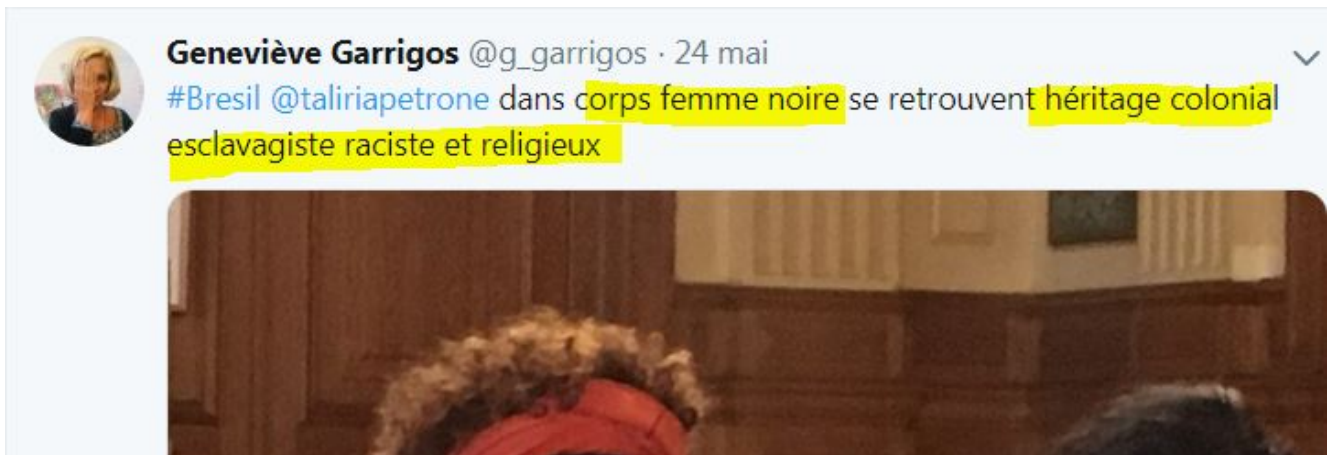 Geneviève Garrigos @g_garrigos · 24 mai
#Bresil @taliriapetrone dans corps femme noire se retrouvent héritage colonial
esclavagiste raciste et religieux